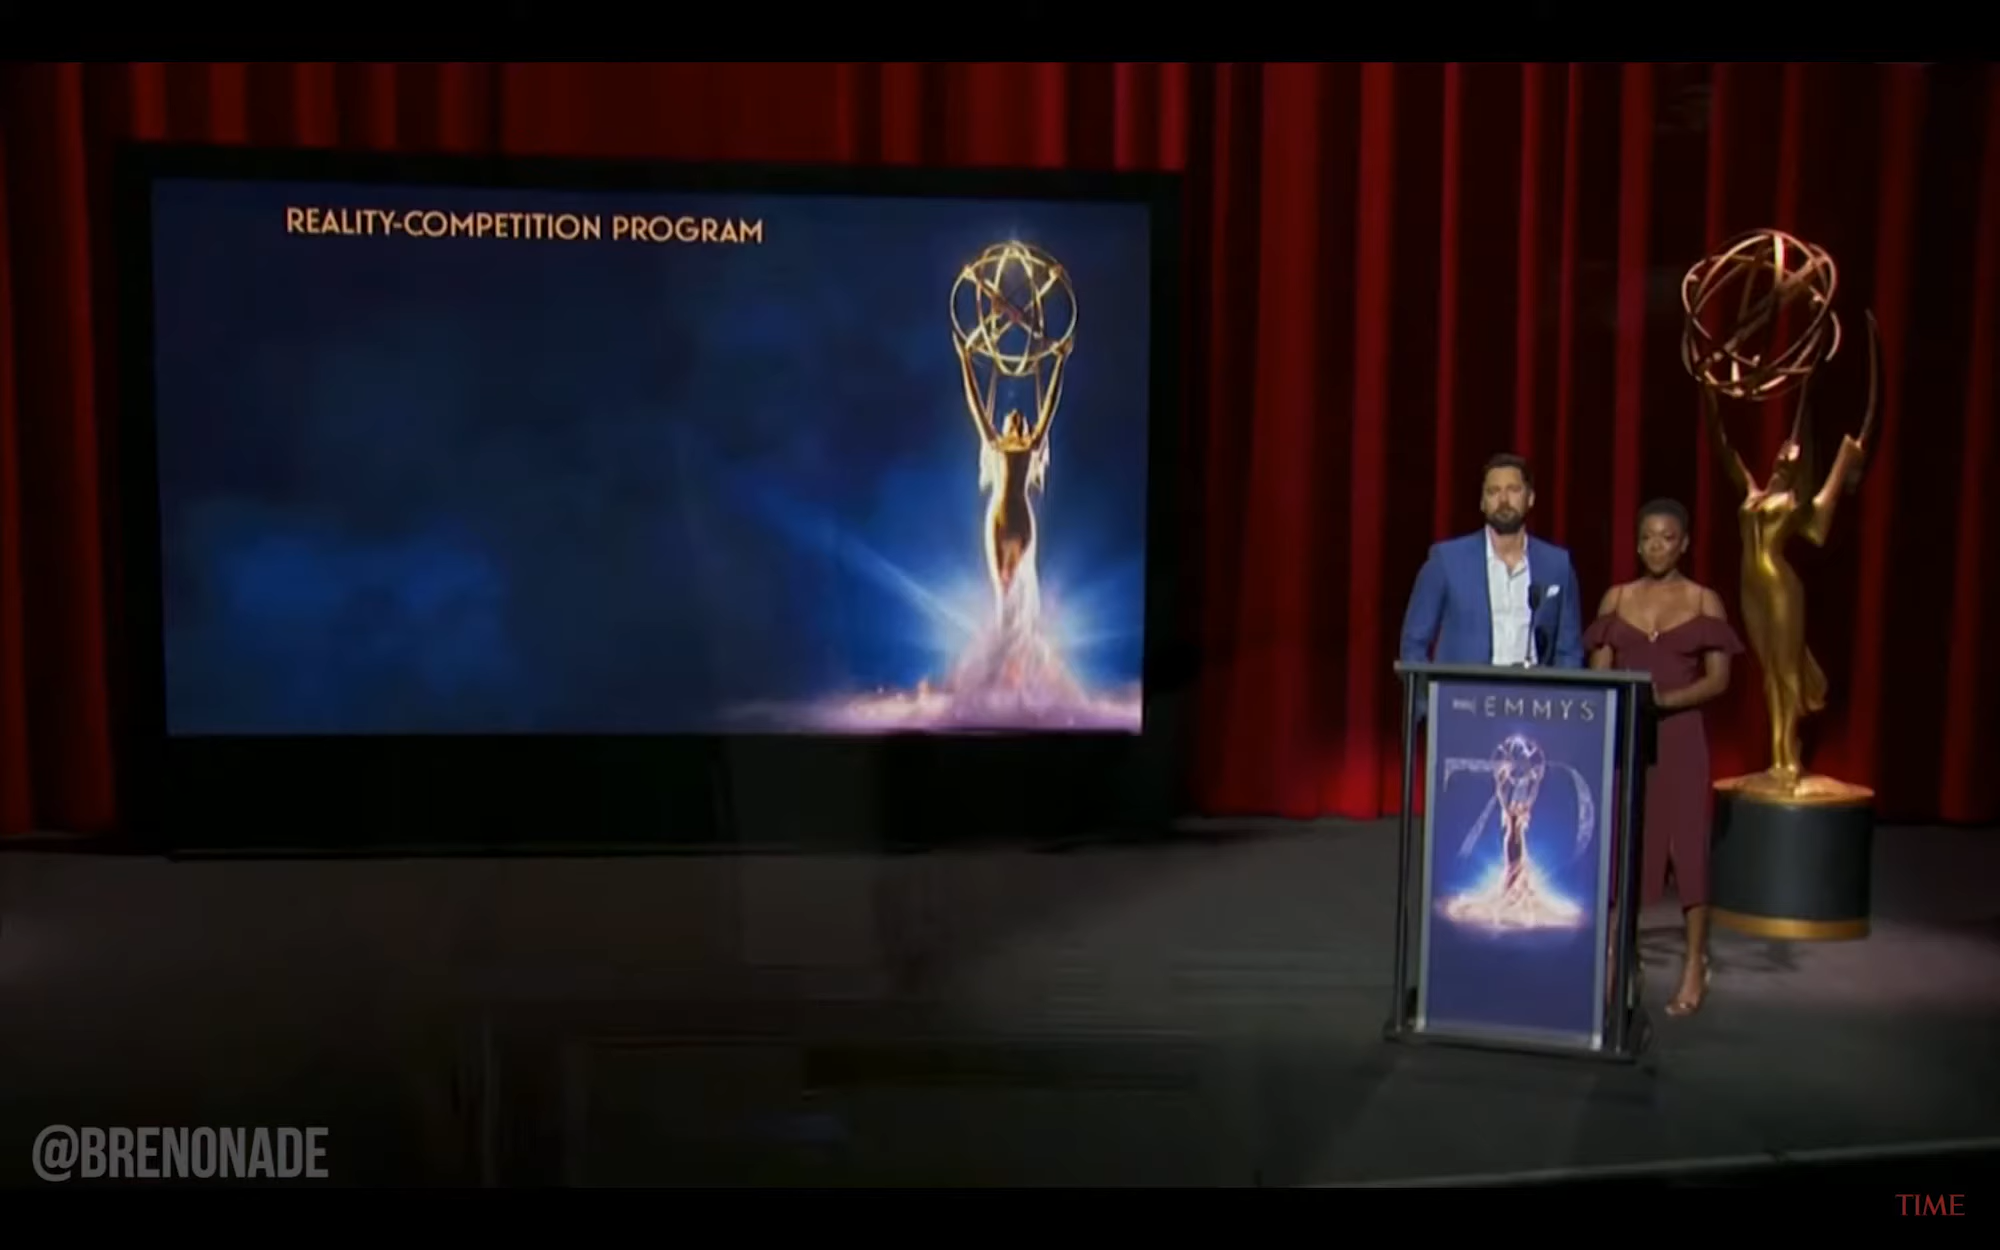 REALITY-COMPETITION PROGRAM
EMMYS
70
@BRENONADE
TIME